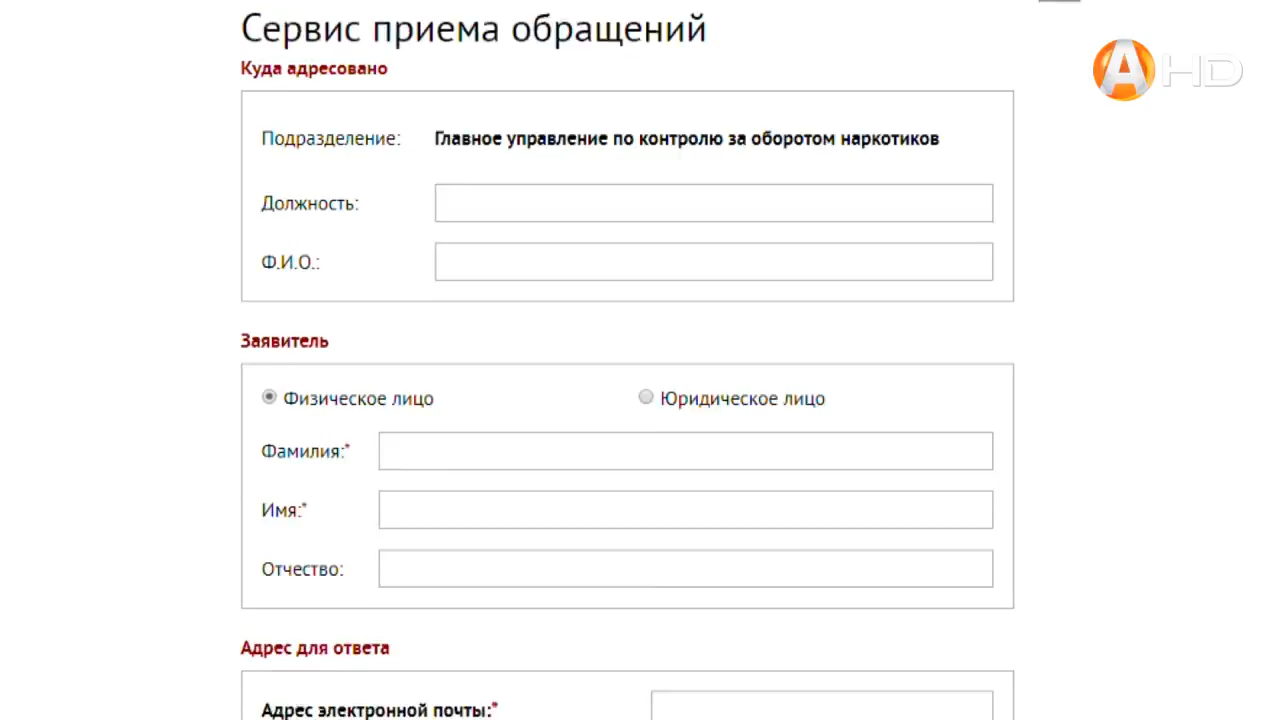 Сервис приема обращений
Куда адресовано
Подразделение: Главное управление по контролю за оборотом наркотиков
Должность:
Ф.И.О.:
Заявитель
Физическое лицо Юридическое лицо
Фамилия:*
Имя:*
Отчество:
Адрес для ответа
Адрес электронной почты:*
А HD